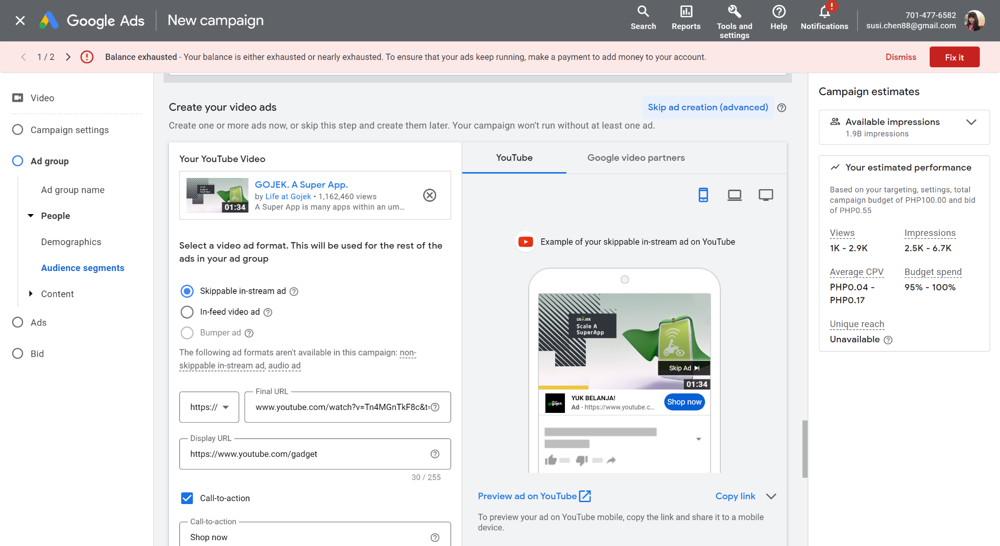 Google Ads
New campaign
Search
Reports
Tools and
settings
Help
!
Notifications
701-477-6582
susi.chen88@gmail.com
1 / 2
Balance exhausted - Your balance is either exhausted or nearly exhausted. To ensure that your ads keep running, make a payment to add money to your account.
Dismiss
Fix it
Video
Campaign settings
Ad group
Ad group name
People
Demographics
Audience segments
Content
Ads
Bid
Create your video ads
Skip ad creation (advanced)
Create one or more ads now, or skip this step and create them later. Your campaign won't run without at least one ad.
Your YouTube Video
GOJEK
Scale A
SuperApp
01:34
GOJEK. A Super App.
by Life at Gojek • 1,162,460 views
A Super App is many apps within an um...
Select a video ad format. This will be used for the rest of the
ads in your ad group
Skippable in-stream ad
In-feed video ad
Bumper ad
The following ad formats aren't available in this campaign: non-
skippable in-stream ad, audio ad
https://
Final URL
www.youtube.com/watch?v=Tn4MGnTkF8c&t=
Display URL
https://www.youtube.com/gadget
30 / 255
Call-to-action
Call-to-action
Shop now
YouTube
Google video partners
Example of your skippable in-stream ad on YouTube
GOJEK
Scale A
SuperApp
Skip Ad
01:34
Life at
gojek
YUK BELANJA!
Ad · https://www.youtube.c...
Shop now
Preview ad on YouTube
Copy link
To preview your ad on YouTube mobile, copy the link and share it to a mobile
device.
Campaign estimates
Available impressions
1.9B impressions
Your estimated performance
Based on your targeting, settings, total
campaign budget of PHP100.00 and bid
of PHP0.55
Views
1K - 2.9K
Impressions
2.5K - 6.7K
Average CPV
PHP0.04 -
PHP0.17
Budget spend
95% - 100%
Unique reach
Unavailable